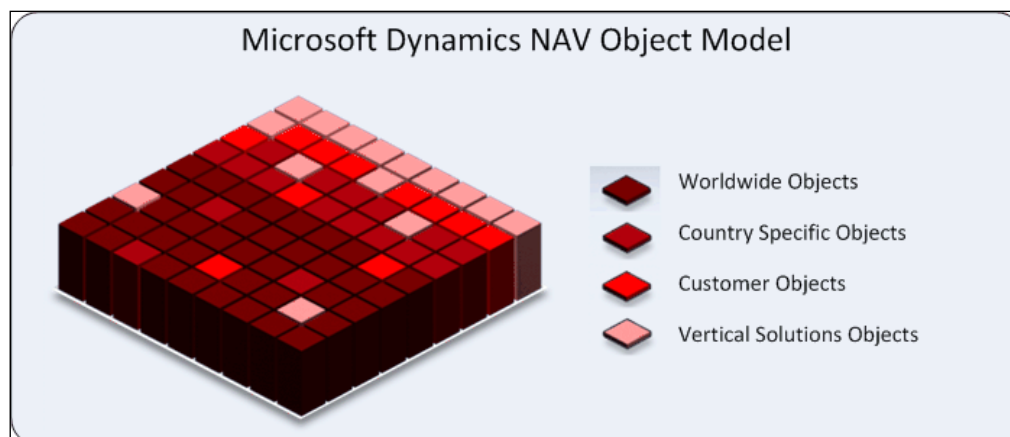 Microsoft Dynamics NAV Object Model
Worldwide Objects
Country Specific Objects
Customer Objects
Vertical Solutions Objects